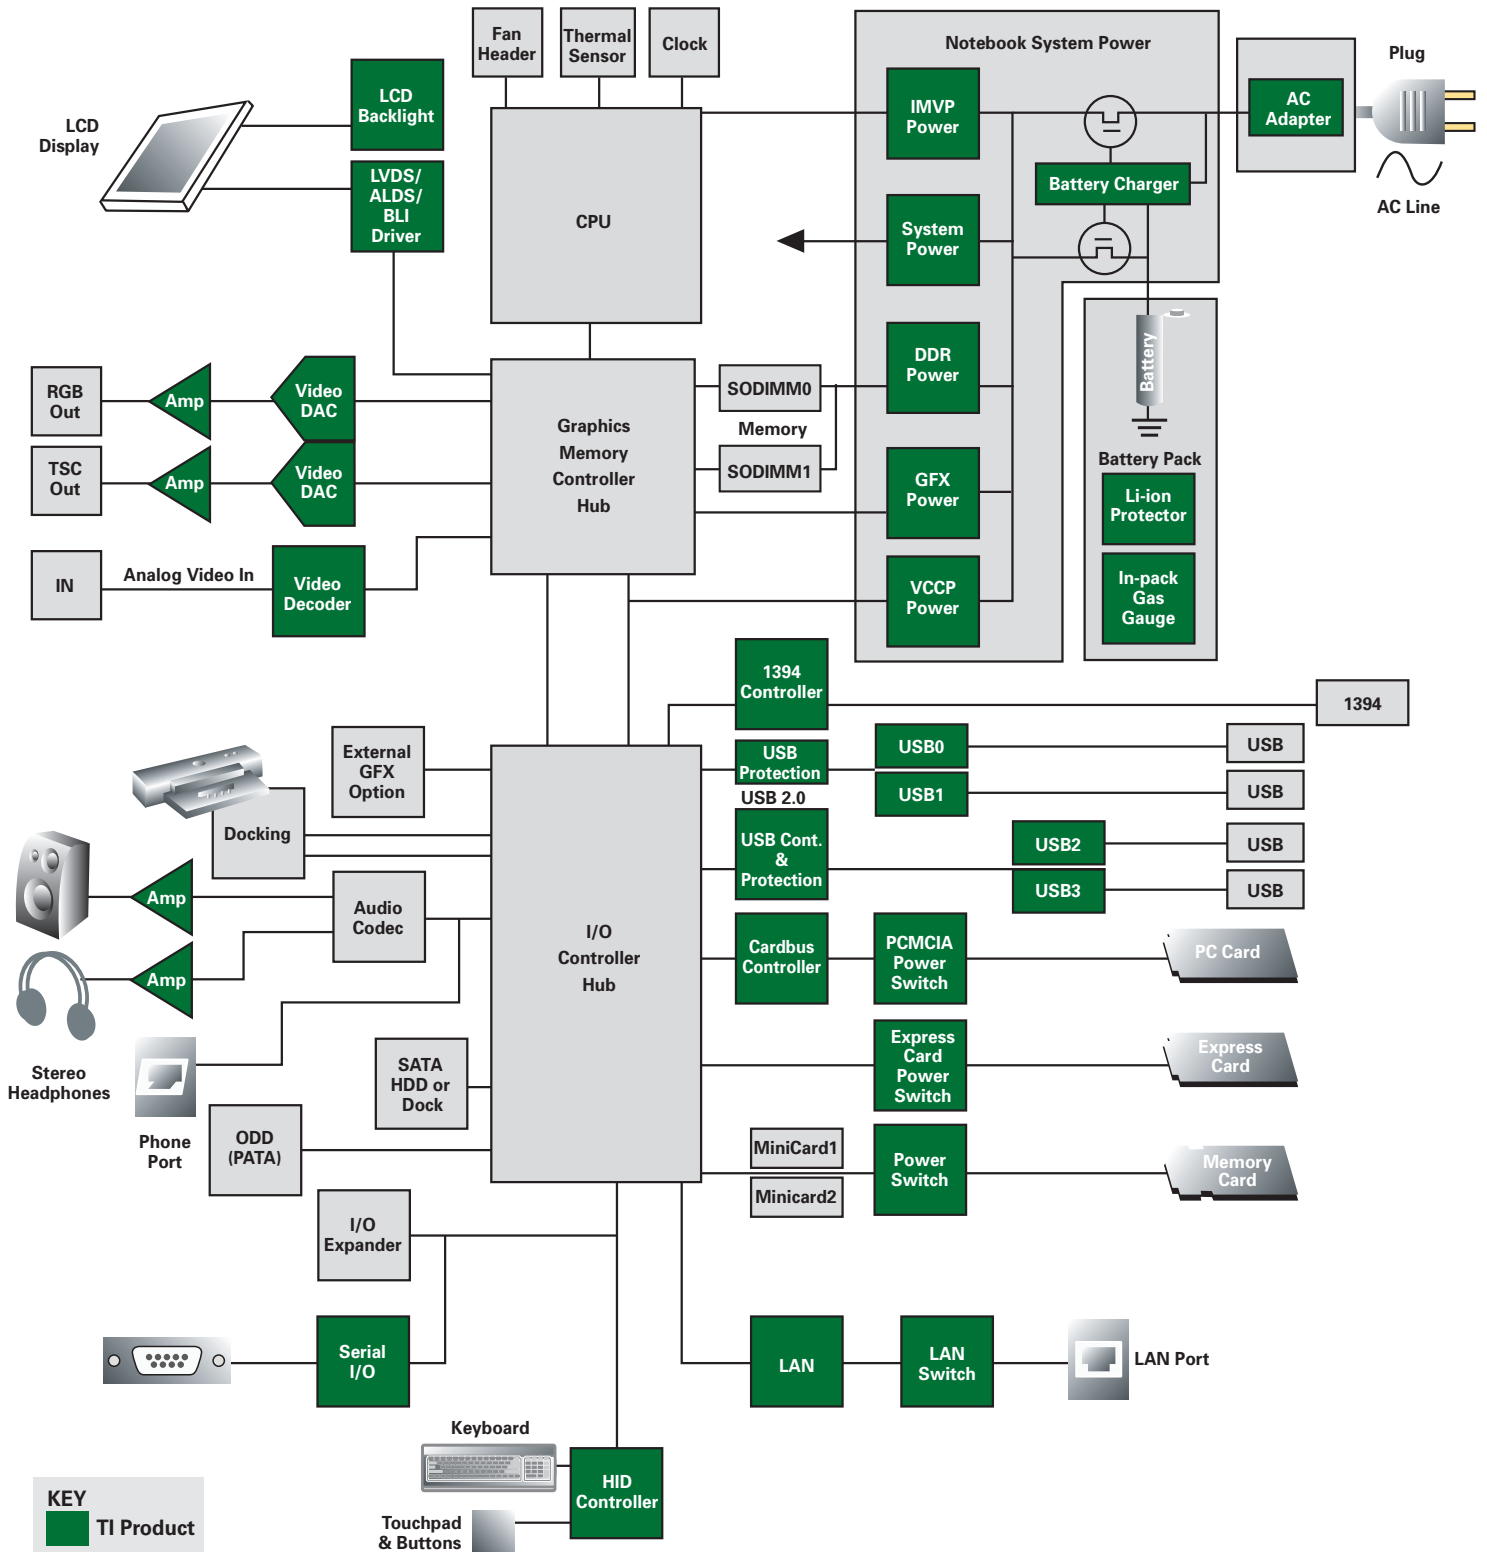 Fan
Header
Thermal
Sensor
Clock
Notebook System Power
Plug
LCD
Backlight
LCD
Display
IMVP
Power
AC
Adapter
LVDS/
ALDS/
BLI
Driver
Battery Charger
AC Line
CPU
System
Power
DDR
Power
Battery
RGB
Out
Amp
Video
DAC
SODIMM0
Memory
SODIMM1
Graphics
Memory
Controller
Hub
TSC
Out
Amp
Video
DAC
GFX
Power
Battery Pack
Li-ion
Protector
IN
Analog Video In
Video
Decoder
VCCP
Power
In-pack
Gas
Gauge
1394
Controller
1394
External
GFX
Option
USB
Protection
USB 2.0
USB0
USB
USB1
USB
Docking
USB Cont.
&
Protection
USB2
USB
USB3
USB
Amp
Audio
Codec
I/O
Controller
Hub
Cardbus
Controller
PCMCIA
Power
Switch
PC Card
Amp
Stereo
Headphones
SATA
HDD or
Dock
Express
Card
Power
Switch
Express
Card
Phone
Port
ODD
(PATA)
MiniCard1
Minicard2
Power
Switch
Memory
Card
I/O
Expander
Serial
I/O
LAN
LAN
Switch
LAN Port
Keyboard
HID
Controller
Touchpad
& Buttons
KEY
TI Product